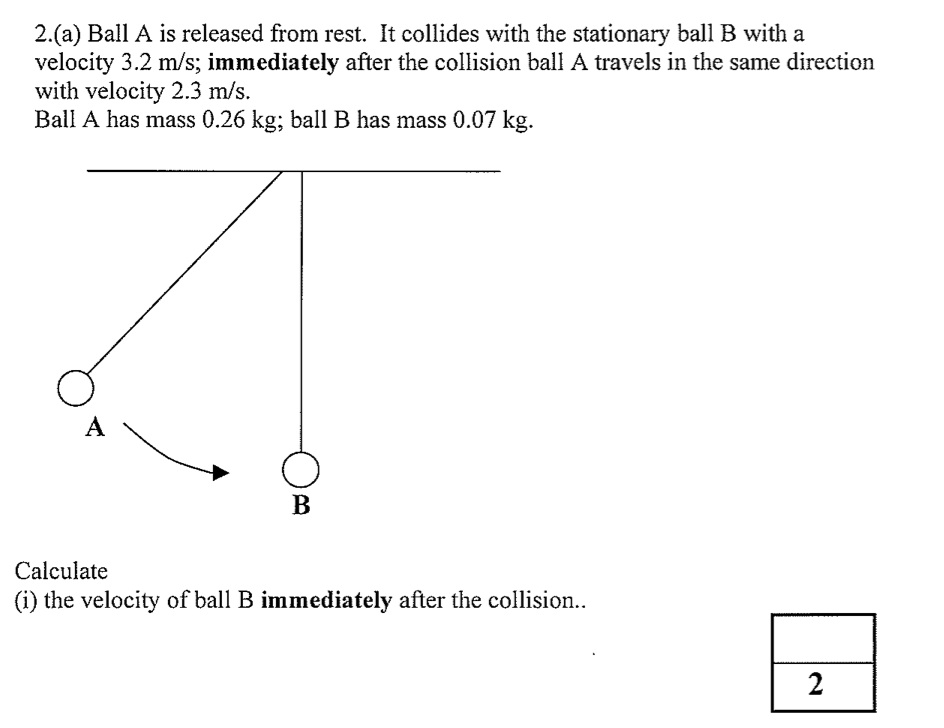 2.(a) Ball A is released from rest. It collides with the stationary ball B with a
velocity 3.2 m/s; immediately after the collision ball A travels in the same direction
with velocity 2.3 m/s.
Ball A has mass 0.26 kg; ball B has mass 0.07 kg.
A
B
Calculate
(i) the velocity of ball B immediately after the collision..
2